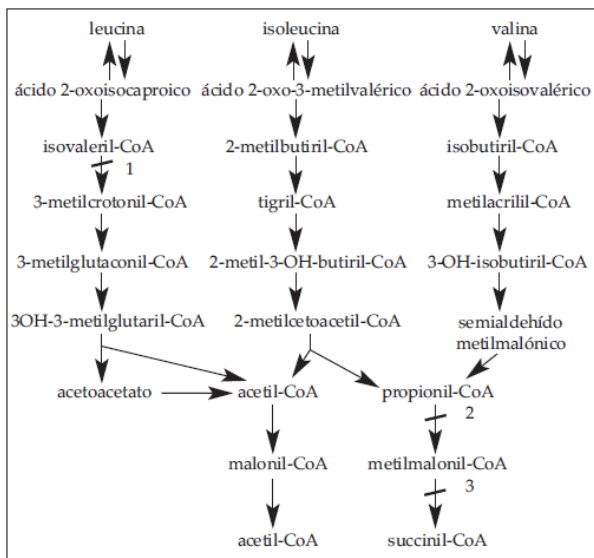 leucina isoleucina valina
ácido 2-oxoisocaproico ácido 2-oxo-3-metilvalérico ácido 2-oxoisovalérico
isovaleril-CoA 2-metilbutiril-CoA isobutiril-CoA
1
3-metilcrotonil-CoA tigril-CoA metilacrilil-CoA
3-metilglutaconil-CoA 2-metil-3-OH-butiril-CoA 3-OH-isobutiril-CoA
3OH-3-metilglutaril-CoA 2-metilcetoacetil-CoA semialdehído
metilmalónico
acetoacetato acetil-CoA propionil-CoA
2
malonil-CoA metilmalonil-CoA
3
acetil-CoA succinil-CoA